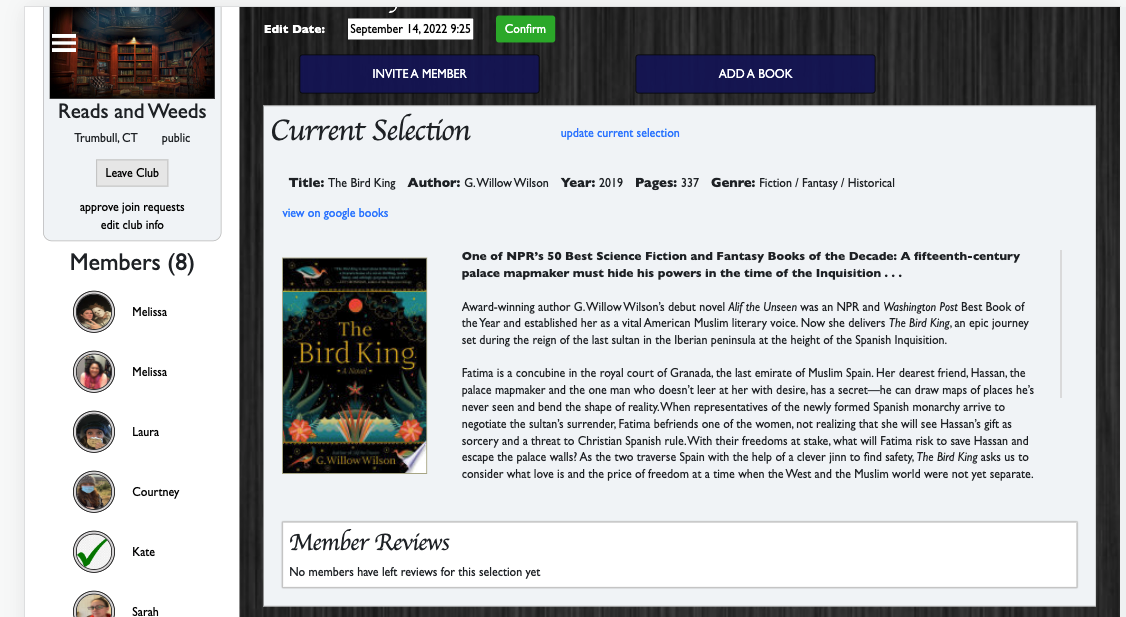 Edit Date: September 14, 2022 9:25 Confirm
INVITE A MEMBER ADD A BOOK
Reads and Weeds
Trumbull, CT public
Leave Club
approve join requests
edit club info
Members (8)
Melissa
Melissa
Laura
Courtney
Kate
Sarah
Current Selection update current selection
Title: The Bird King Author: G. Willow Wilson Year: 2019 Pages: 337 Genre: Fiction / Fantasy / Historical
view on google books
The
Bird King
A Novel
G. Willow Wilson
One of NPR's 50 Best Science Fiction and Fantasy Books of the Decade: A fifteenth-century
palace mapmaker must hide his powers in the time of the Inquisition . . .
Award-winning author G. Willow Wilson's debut novel Alif the Unseen was an NPR and Washington Post Best Book of
the Year and established her as a vital American Muslim literary voice. Now she delivers The Bird King, an epic journey
set during the reign of the last sultan in the Iberian peninsula at the height of the Spanish Inquisition.
Fatima is a concubine in the royal court of Granada, the last emirate of Muslim Spain. Her dearest friend, Hassan, the
palace mapmaker and the one man who doesn't leer at her with desire, has a secret—he can draw maps of places he's
never seen and bend the shape of reality. When representatives of the newly formed Spanish monarchy arrive to
negotiate the sultan's surrender, Fatima befriends one of the women, not realizing that she will see Hassan's gift as
sorcery and a threat to Christian Spanish rule. With their freedoms at stake, what will Fatima risk to save Hassan and
escape the palace walls? As the two traverse Spain with the help of a clever jinn to find safety, The Bird King asks us to
consider what love is and the price of freedom at a time when the West and the Muslim world were not yet separate.
Member Reviews
No members have left reviews for this selection yet